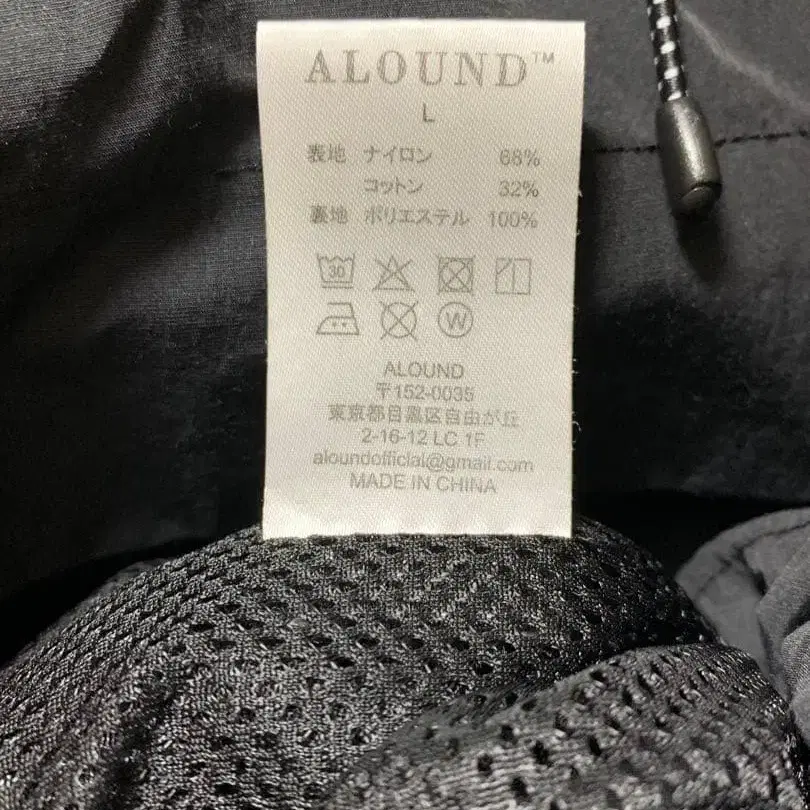 ALOUND™
L
表地 ナイロン 68%
コットン 32%
裏地 ポリエステル 100%
30
W
ALOUND
〒152-0035
東京都目黒区自由が丘
2-16-12 LC 1F
aloundofficial@gmail.com
MADE IN CHINA